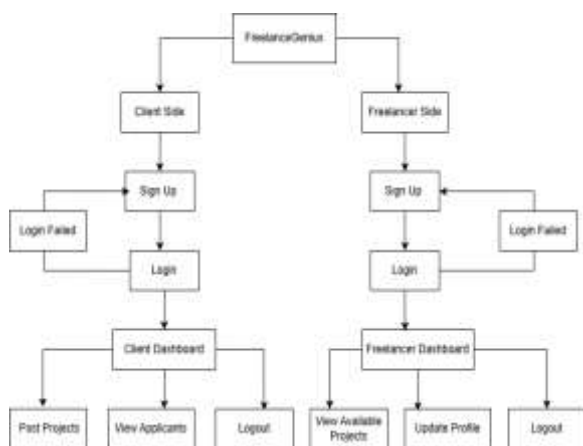 FreelanceGenius
Client Side
Freelancer Side
Sign Up
Sign Up
Login Failed
Login Failed
Login
Login
Client Dashboard
Freelancer Dashboard
Post Projects
View Applicants
Logout
View Available
Projects
Update Profile
Logout